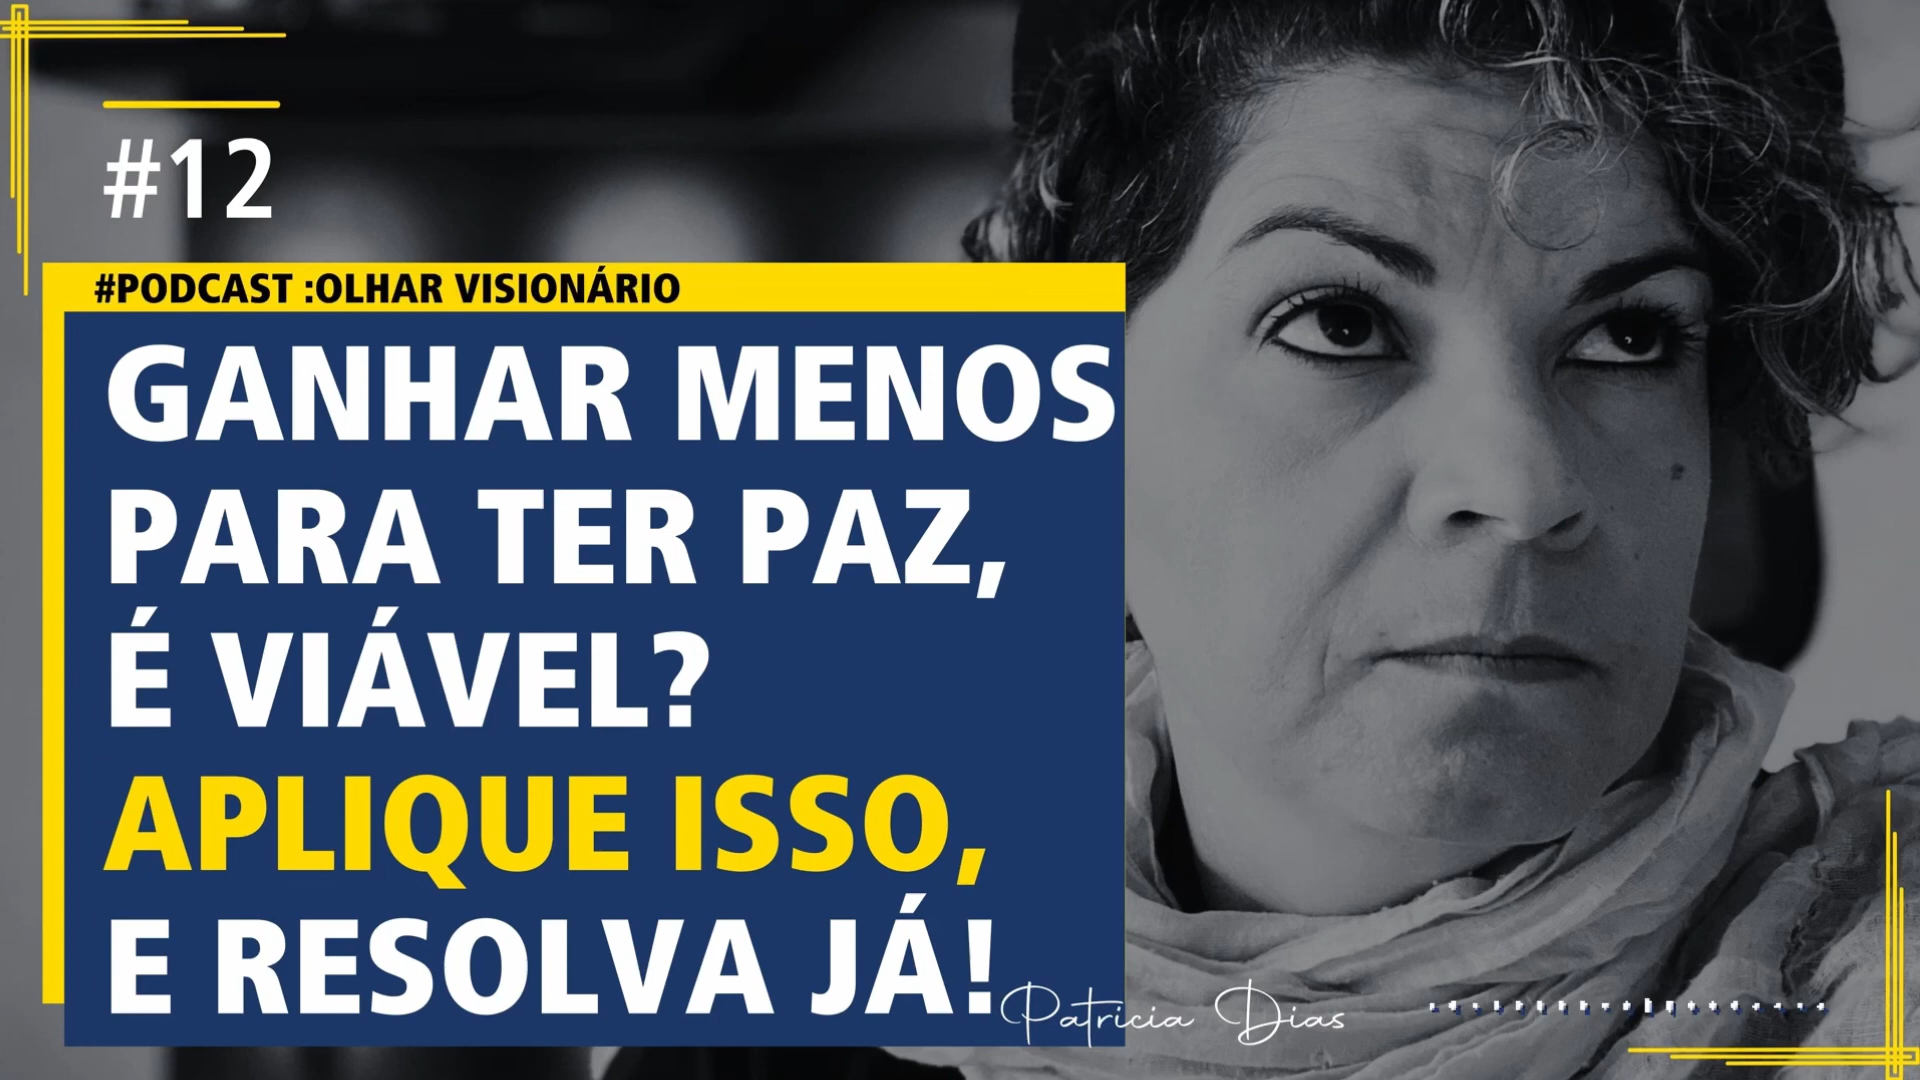 #12
#PODCAST :OLHAR VISIONÁRIO
GANHAR MENOS
PARA TER PAZ,
É VIÁVEL?
APLIQUE ISSO,
E RESOLVA JÁ!
Patricia Dias